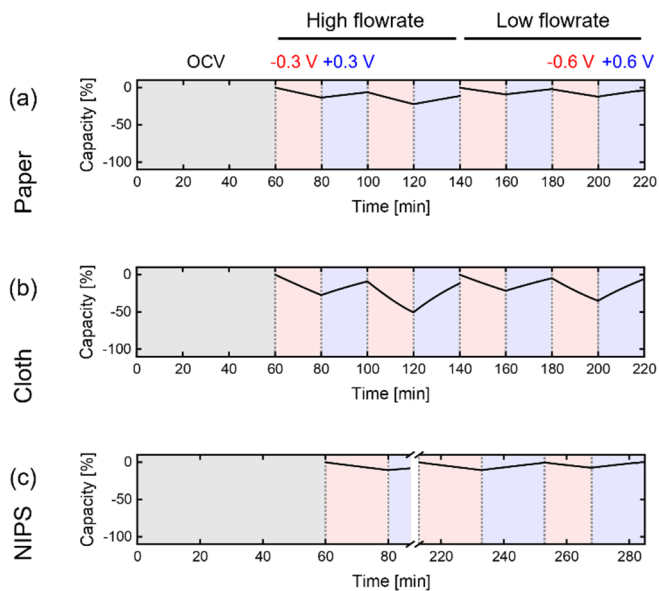 High flowrate Low flowrate
OCV -0.3 V +0.3 V -0.6 V +0.6 V
(a)
Paper
Capacity [%]
0
-50
-100
0 20 40 60 80 100 120 140 160 180 200 220
Time [min]
(b)
Cloth
Capacity [%]
0
-50
-100
0 20 40 60 80 100 120 140 160 180 200 220
Time [min]
(c)
NIPS
Capacity [%]
0
-50
-100
0 20 40 60 80 220 240 260 280
Time [min]